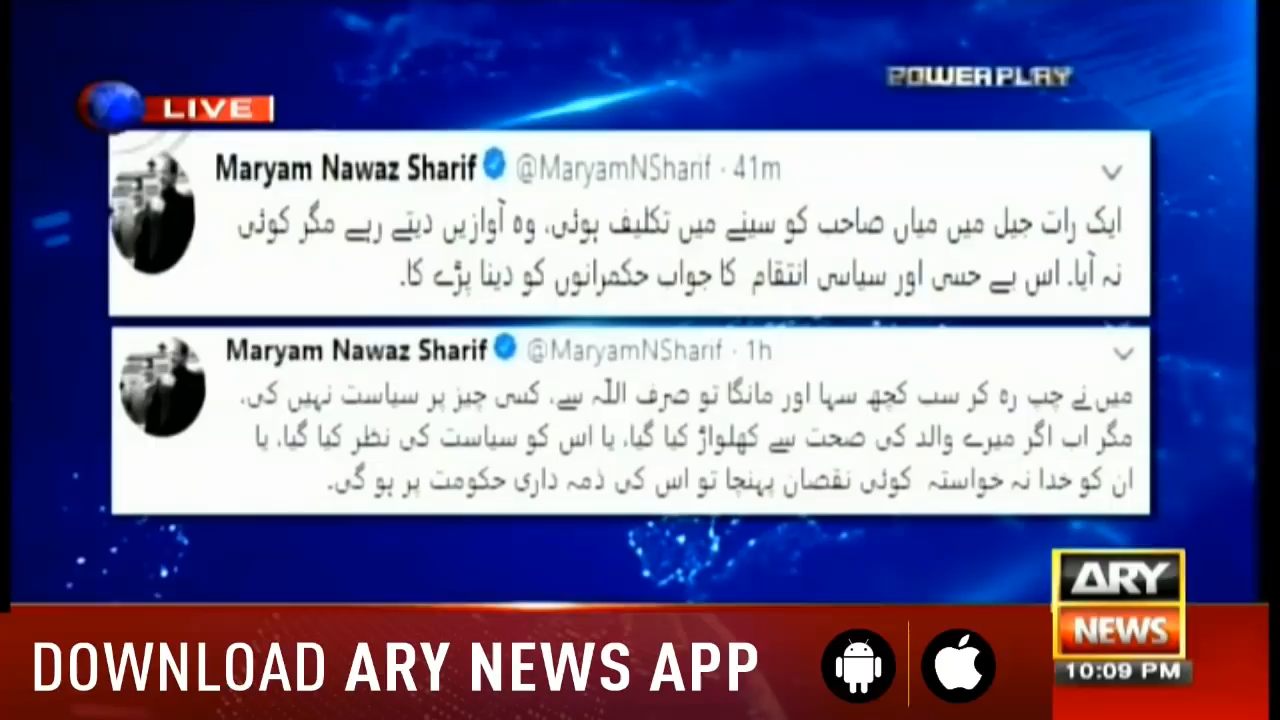 POWERPLAY
LIVE
Maryam Nawaz Sharif @MaryamNSharif · 41m
ایک رات جیل میں میاں صاحب کو سینے میں تکلیف ہوئی، وہ آوازیں دیتے رہے مگر کوئی
نہ آیا۔ اس بے حسی اور سیاسی انتقام کا جواب حکمرانوں کو دینا پڑے گا۔
Maryam Nawaz Sharif @MaryamNSharif · 1h
میں نے چپ رہ کر سب کچھ سہا اور مانگا تو صرف اللہ سے، کسی چیز پر سیاست نہیں کی،
مگر اب اگر میرے والد کی صحت سے کھلواڑ کیا گیا، یا اس کو سیاست کی نظر کیا گیا، یا
ان کو خدا نہ خواستہ کوئی نقصان پہنچا تو اس کی ذمہ داری حکومت پر ہو گی۔
ARY
NEWS
10:09 PM
DOWNLOAD ARY NEWS APP